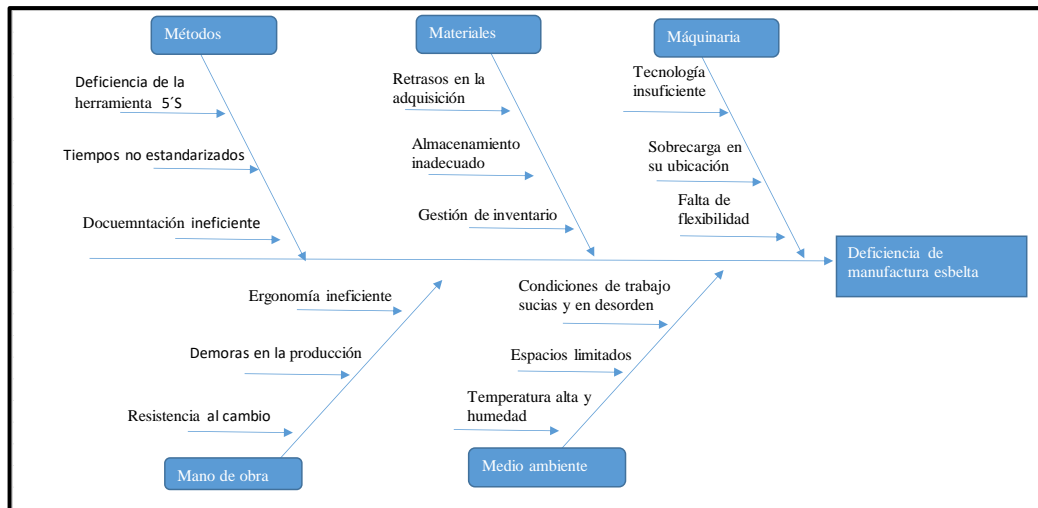 Métodos
Materiales
Máquinaria
Deficiencia de la
herramienta 5´S
Tiempos no estandarizados
Docuemntación ineficiente
Retrasos en la
adquisición
Almacenamiento
inadecuado
Gestión de inventario
Tecnología
insuficiente
Sobrecarga en
su ubicación
Falta de
flexibilidad
Deficiencia de
manufactura esbelta
Ergonomía ineficiente
Demoras en la producción
Resistencia al cambio
Condiciones de trabajo
sucias y en desorden
Espacios limitados
Temperatura alta y
humedad
Mano de obra
Medio ambiente